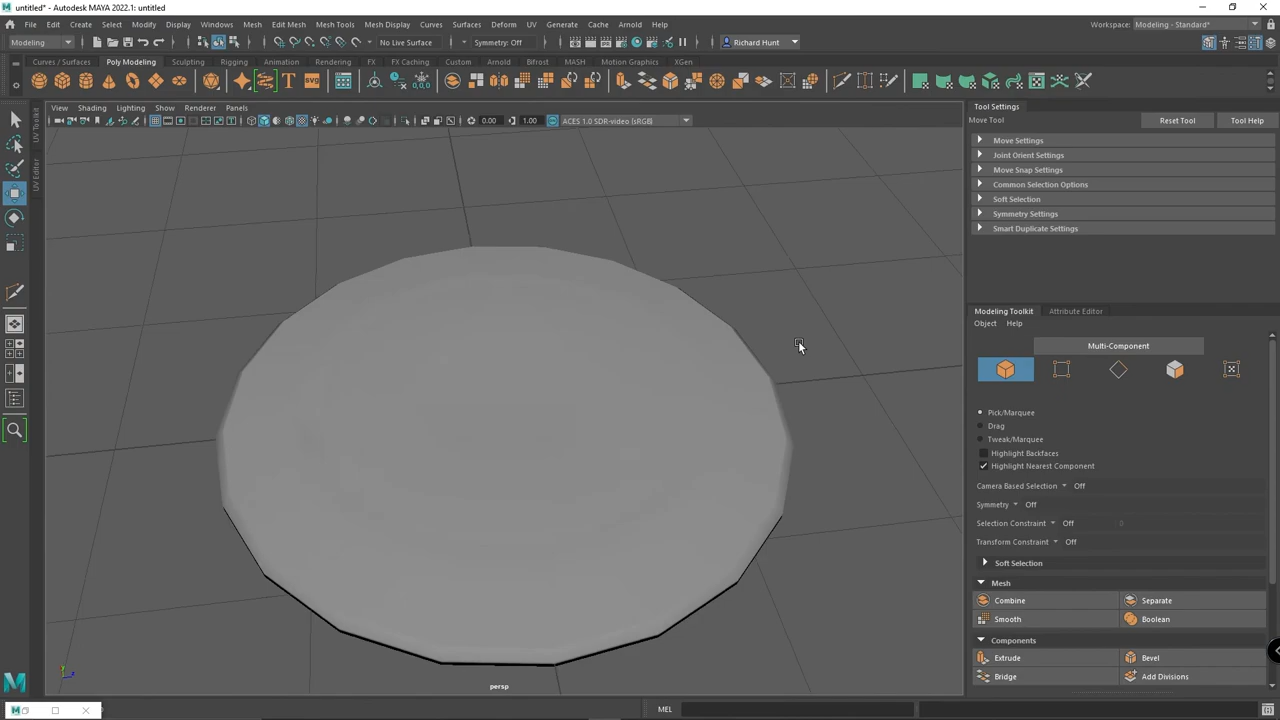 untitled* - Autodesk MAYA 2022.1: untitled
File Edit Create Select Modify Display Windows Mesh Edit Mesh Mesh Tools Mesh Display Curves Surfaces Deform UV Generate Cache Arnold Help
Workspace: Modeling - Standard*
Modeling No Live Surface Symmetry: Off Richard Hunt
Curves / Surfaces Poly Modeling Sculpting Rigging Animation Rendering FX FX Caching Custom Arnold Bifrost MASH Motion Graphics XGen
T SVG
View Shading Lighting Show Renderer Panels
0.00 1.00 ACES 1.0 SDR-video (sRGB)
UV Toolkit
UV Editor
persp
Tool Settings
Move Tool Reset Tool Tool Help
Move Settings
Joint Orient Settings
Move Snap Settings
Common Selection Options
Soft Selection
Symmetry Settings
Smart Duplicate Settings
Modeling Toolkit Attribute Editor
Object Help
Multi-Component
Pick/Marquee
Drag
Tweak/Marquee
Highlight Backfaces
Highlight Nearest Component
Camera Based Selection Off
Symmetry Off
Selection Constraint Off 0
Transform Constraint Off
Soft Selection
Mesh
Combine Separate
Smooth Boolean
Components
Extrude Bevel
Bridge Add Divisions
MEL